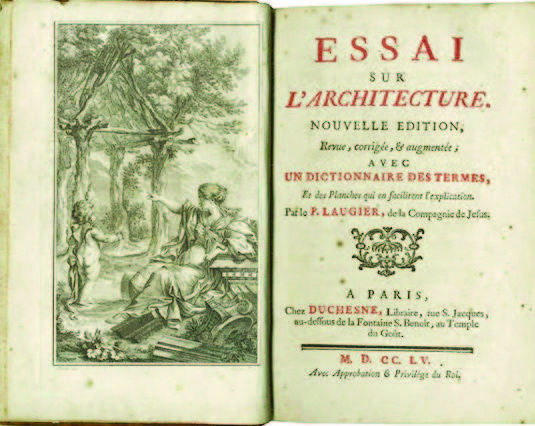 ESSAI
SUR
L'ARCHITECTURE.
NOUVELLE EDITION,
Revue, corrigée, & augmentée;
AVEC
UN DICTIONNAIRE DES TERMES,
Et des Planches qui en facilitent l'explication.
Par le P. LAUGIER, de la Compagnie de Jesus.
A PARIS,
Chez DUCHESNE, Libraire, rue S. Jacques,
au-dessous de la Fontaine S. Benoît, au Temple
du Goût.
M. D. CC. LV.
Avec Approbation & Privilége du Roi.